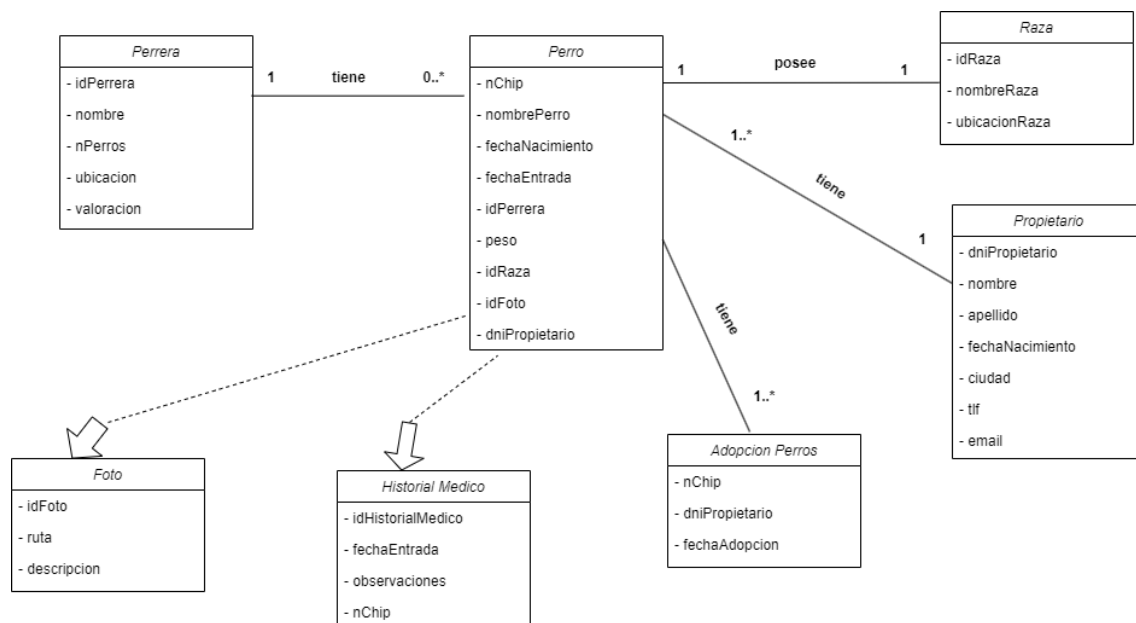 Perrera
- idPerrera
- nombre
- nPerros
- ubicacion
- valoracion
1 tiene 0..*
Perro
- nChip
- nombrePerro
- fechaNacimiento
- fechaEntrada
- idPerrera
- peso
- idRaza
- idFoto
- dniPropietario
1 posee 1
Raza
- idRaza
- nombreRaza
- ubicacionRaza
1..*
tiene
1
Propietario
- dniPropietario
- nombre
- apellido
- fechaNacimiento
- ciudad
- tlf
- email
tiene
1..*
Foto
- idFoto
- ruta
- descripcion
Historial Medico
- idHistorialMedico
- fechaEntrada
- observaciones
- nChip
Adopcion Perros
- nChip
- dniPropietario
- fechaAdopcion